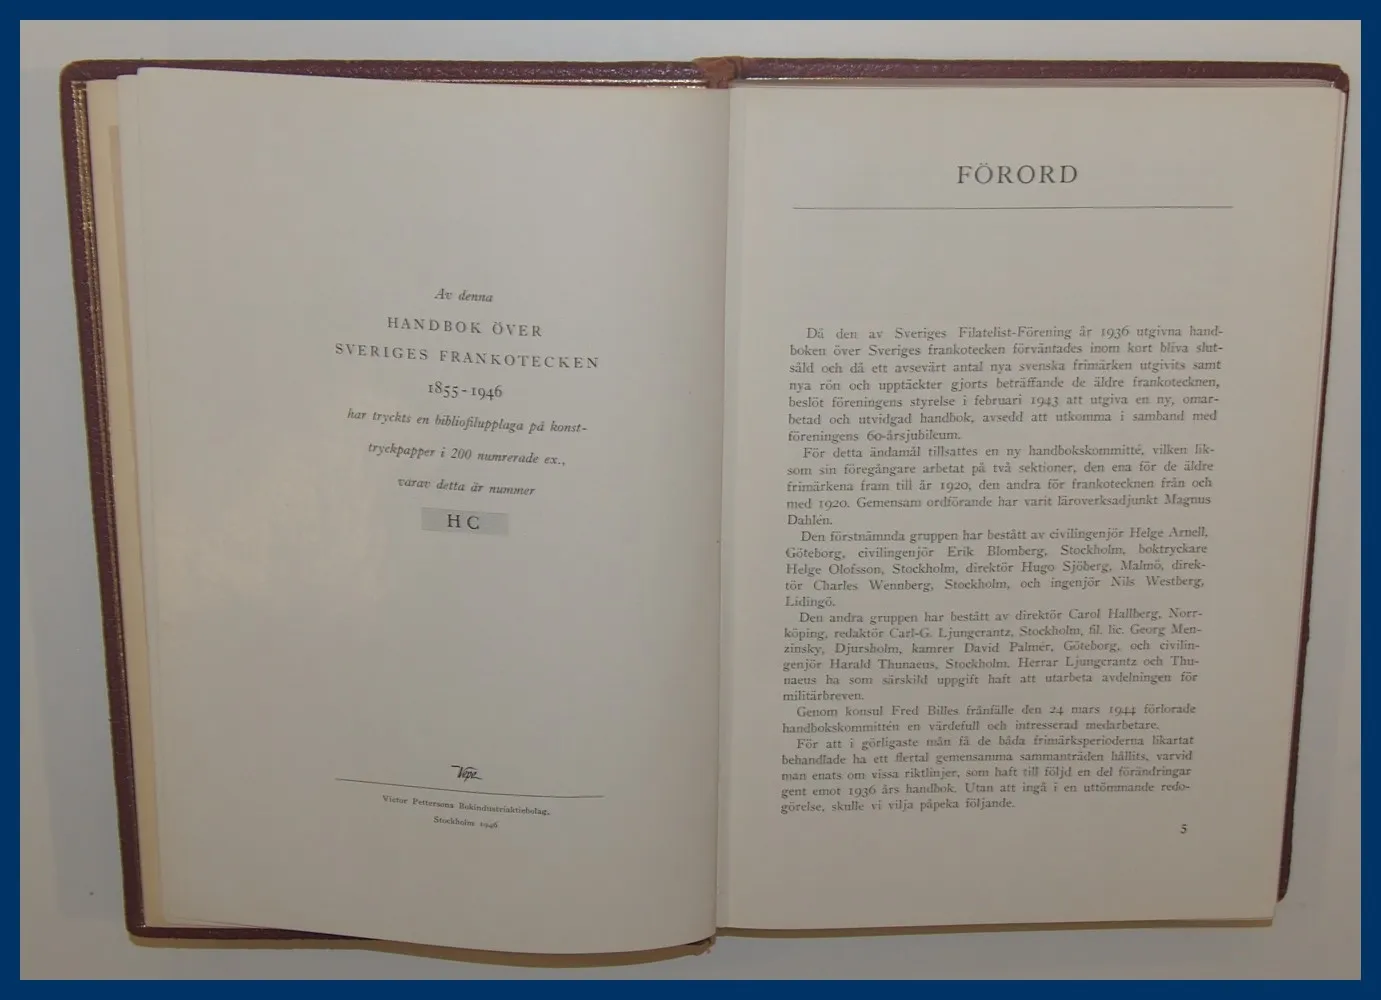 Av denna
HANDBOK ÖVER
SVERIGES FRANKOTECKEN
1855-1946
har tryckts en bibliofilupplaga på konst-
tryckpapper i 200 numrerade ex.,
varav detta är nummer
HC
Vepe
Victor Pettersons Bokindustriaktiebolag,
Stockholm 1946
FÖRORD
Då den av Sveriges Filatelist-Förening år 1936 utgivna hand-
boken över Sveriges frankotecken förväntades inom kort bliva slut-
såld och då ett avsevärt antal nya svenska frimärken utgivits samt
nya rön och upptäckter gjorts beträffande de äldre frankotecknen,
beslöt föreningens styrelse i februari 1943 att utgiva en ny, omar-
betad och utvidgad handbok, avsedd att utkomma i samband med
föreningens 60-årsjubileum.
För detta ändamål tillsattes en ny handbokskommitté, vilken lik-
som sin föregångare arbetat på två sektioner, den ena för de äldre
frimärkena fram till år 1920, den andra för frankotecknen från och
med 1920. Gemensam ordförande har varit läroverksadjunkt Magnus
Dahlén.
Den förstnämnda gruppen har bestått av civilingenjör Helge Arnell,
Göteborg, civilingenjör Erik Blomberg, Stockholm, boktryckare
Helge Olofsson, Stockholm, direktör Hugo Sjöberg, Malmö, direk-
tör Charles Wennberg, Stockholm, och ingenjör Nils Westberg,
Lidingö.
Den andra gruppen har bestått av direktör Carol Hallberg, Norr-
köping, redaktör Carl-G. Ljungcrantz, Stockholm, fil. lic. Georg Men-
zinsky, Djursholm, kamrer David Palmér, Göteborg, och civilin-
genjör Harald Thunaeus, Stockholm. Herrar Ljungcrantz och Thu-
naeus ha som särskild uppgift haft att utarbeta avdelningen för
militärbreven.
Genom konsul Fred Billes frånfälle den 24 mars 1944 förlorade
handbokskommittén en värdefull och intresserad medarbetare.
För att i görligaste mån få de båda frimärksperioderna likartat
behandlade ha ett flertal gemensamma sammanträden hållits, varvid
man enats om vissa riktlinjer, som haft till följd en del förändringar
gent emot 1936 års handbok. Utan att ingå i en uttömmande redo-
görelse, skulle vi vilja påpeka följande.
5